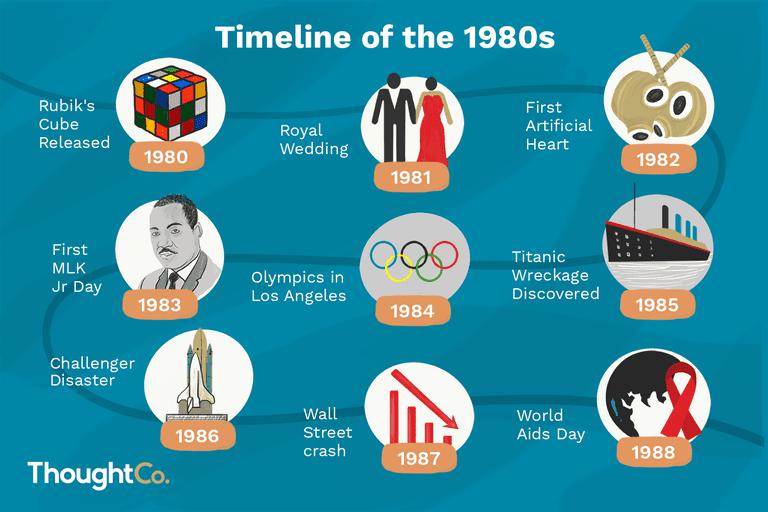 Timeline of the 1980s
Rubik's
Cube
Released
1980
Royal
Wedding
1981
First
Artificial
Heart
1982
First
MLK
Jr Day
1983
Olympics in
Los Angeles
1984
Titanic
Wreckage
Discovered
1985
Challenger
Disaster
1986
Wall
Street
crash
1987
World
Aids Day
1988
ThoughtCo.